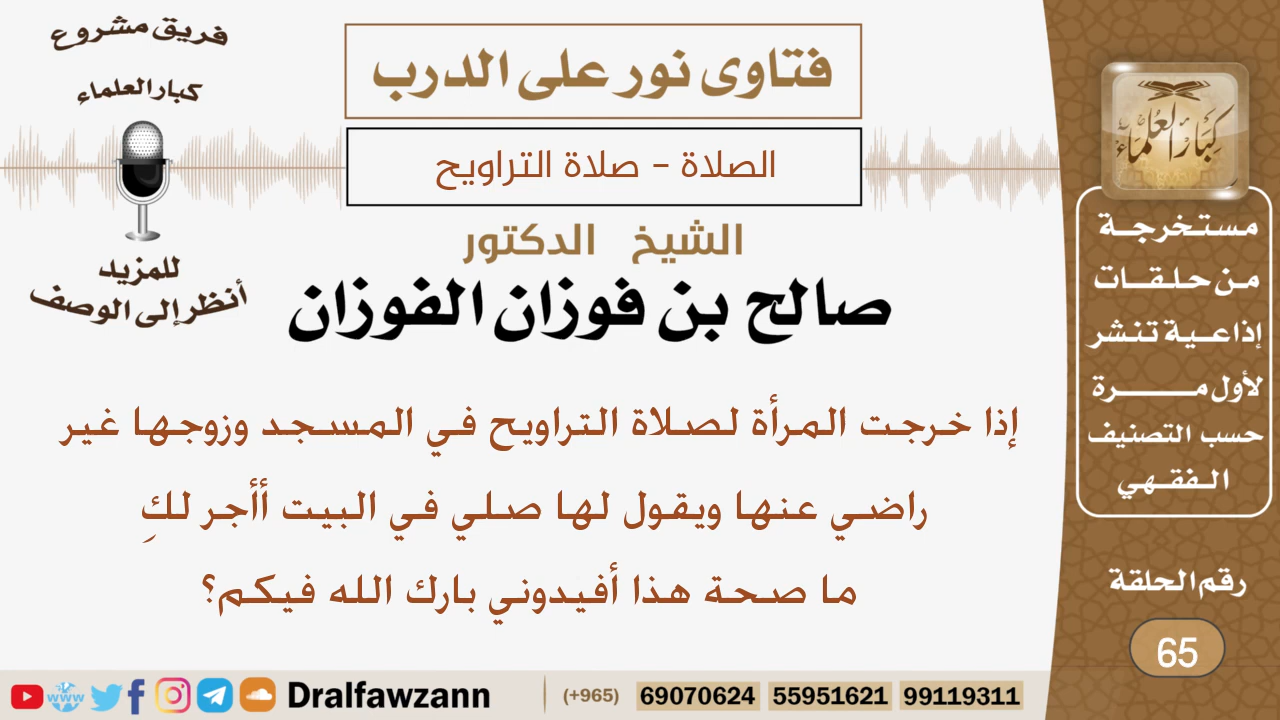 فريق مشروع
كبار العلماء
للمزيد
أنظر إلى الوصف
فتاوى نور على الدرب
الصلاة - صلاة التراويح
الشيخ الدكتور
صالح بن فوزان الفوزان
إذا خرجت المرأة لصلاة التراويح في المسجد وزوجها غير
راضي عنها ويقول لها صلي في البيت أأجر لكِ
ما صحة هذا أفيدوني بارك الله فيكم؟
كبار العلماء
مستخرجة
من حلقات
إذاعية تنشر
لأول مرة
حسب التصنيف
الفقهي
رقم الحلقة
65
www
Dralfawzann
(+965) 69070624 55951621 99119311